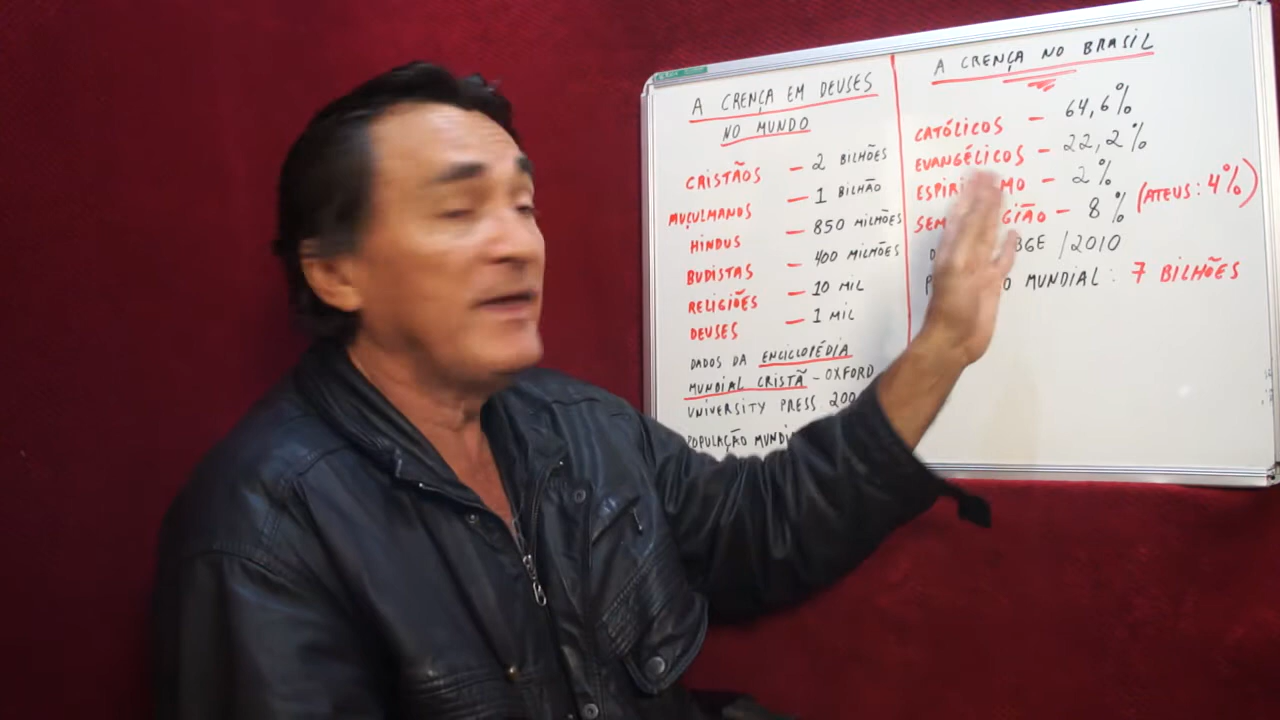 A CRENÇA EM DEUSES
NO MUNDO
CRISTÃOS — 2 BILHÕES
MUÇULMANOS — 1 BILHÃO
HINDUS — 850 MILHÕES
BUDISTAS — 400 MILHÕES
RELIGIÕES — 10 MIL
DEUSES — 1 MIL
DADOS DA ENCICLOPÉDIA
MUNDIAL CRISTÃ - OXFORD
UNIVERSITY PRESS
POPULAÇÃO
A CRENÇA NO BRASIL
CATÓLICOS — 64,6%
EVANGÉLICOS — 22,2%
— 2%
— 8% (ATEUS: 4%)
/2010
MUNDIAL: 7 BILHÕES